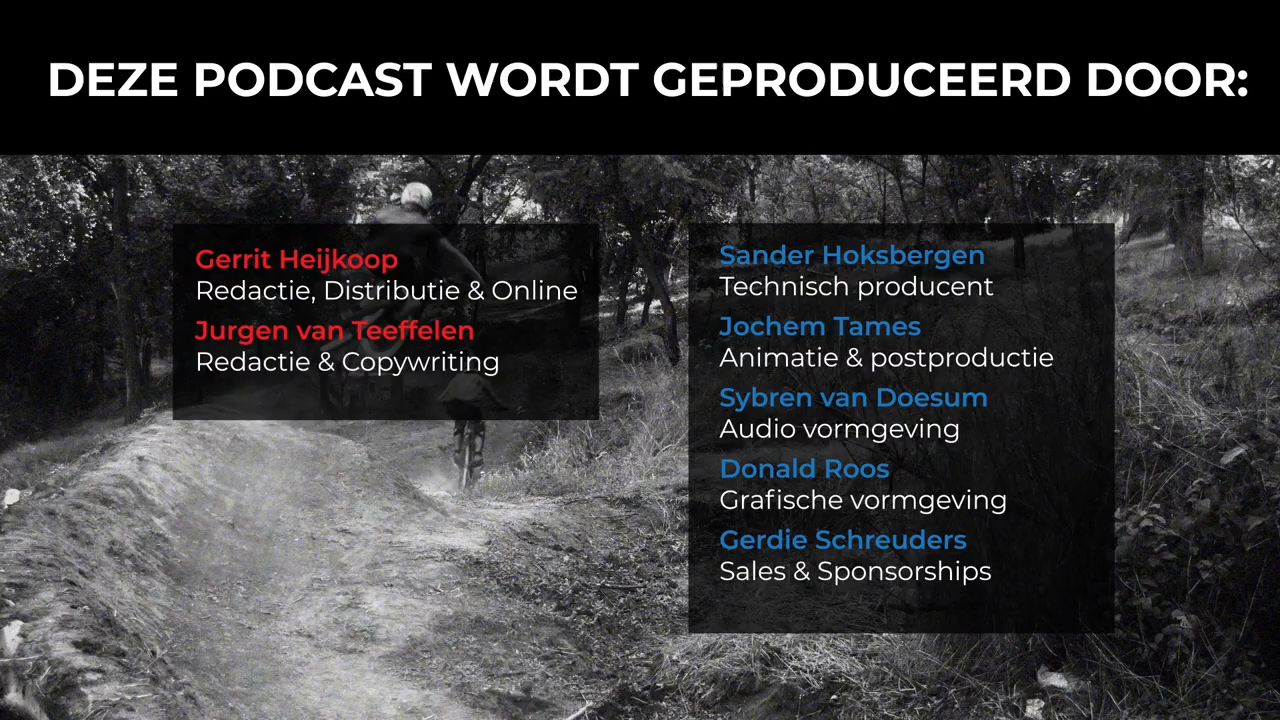 DEZE PODCAST WORDT GEPRODUCEERD DOOR:
Gerrit Heijkoop
Redactie, Distributie & Online
Jurgen van Teeffelen
Redactie & Copywriting
Sander Hoksbergen
Technisch producent
Jochem Tames
Animatie & postproductie
Sybren van Doesum
Audio vormgeving
Donald Roos
Grafische vormgeving
Gerdie Schreuders
Sales & Sponsorships